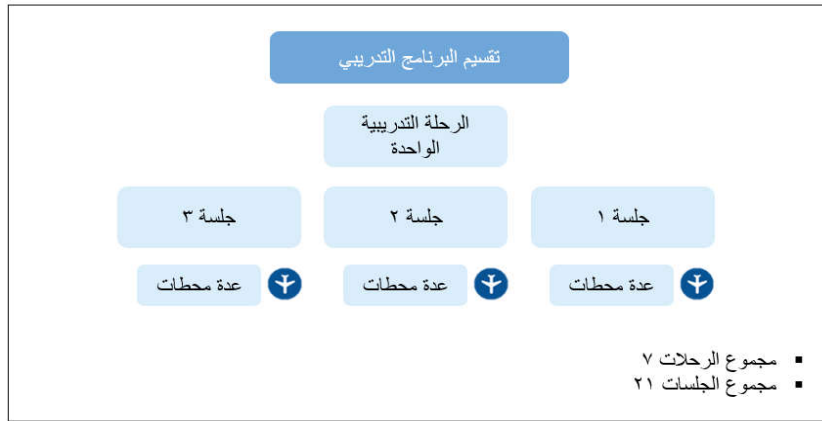 تقسيم البرنامج التدريبي
الرحلة التدريبية
الواحدة
جلسة ١
جلسة ٢
جلسة ٣
عدة محطات
عدة محطات
عدة محطات
▪ مجموع الرحلات ٧
▪ مجموع الجلسات ٢١